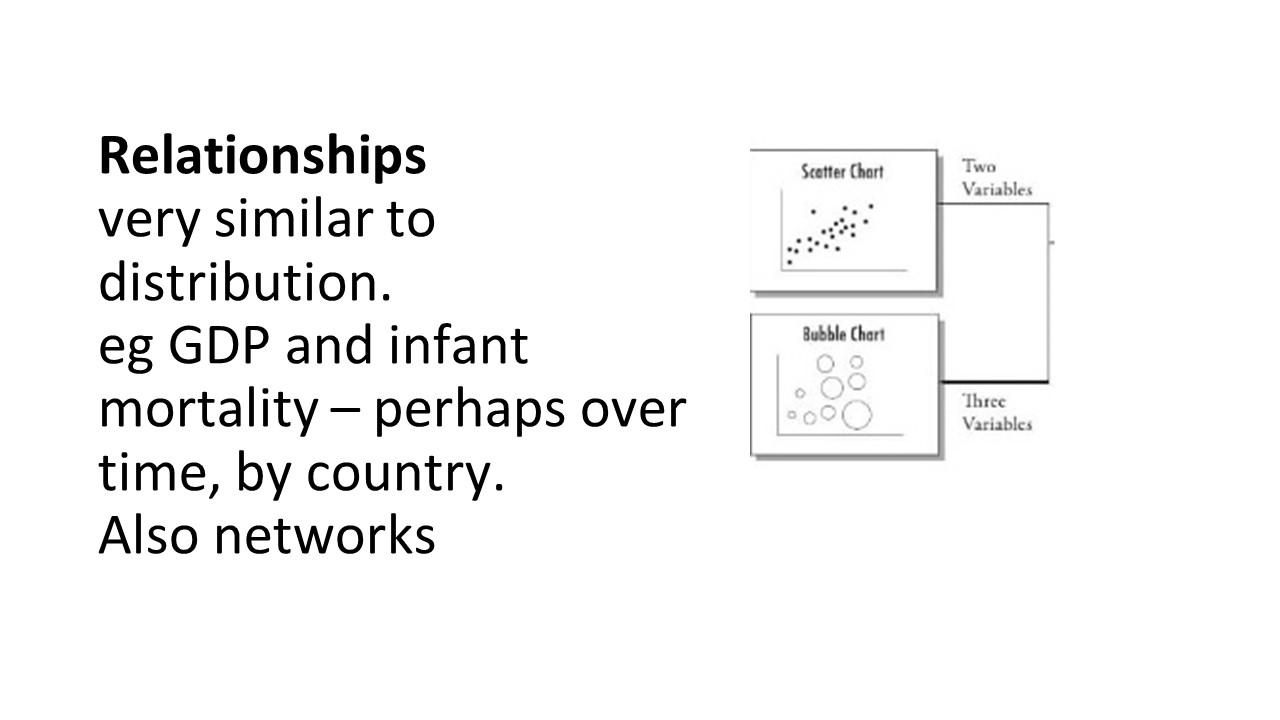 Relationships
very similar to
distribution.
eg GDP and infant
mortality – perhaps over
time, by country.
Also networks
Scatter Chart
Two
Variables
Bubble Chart
Three
Variables